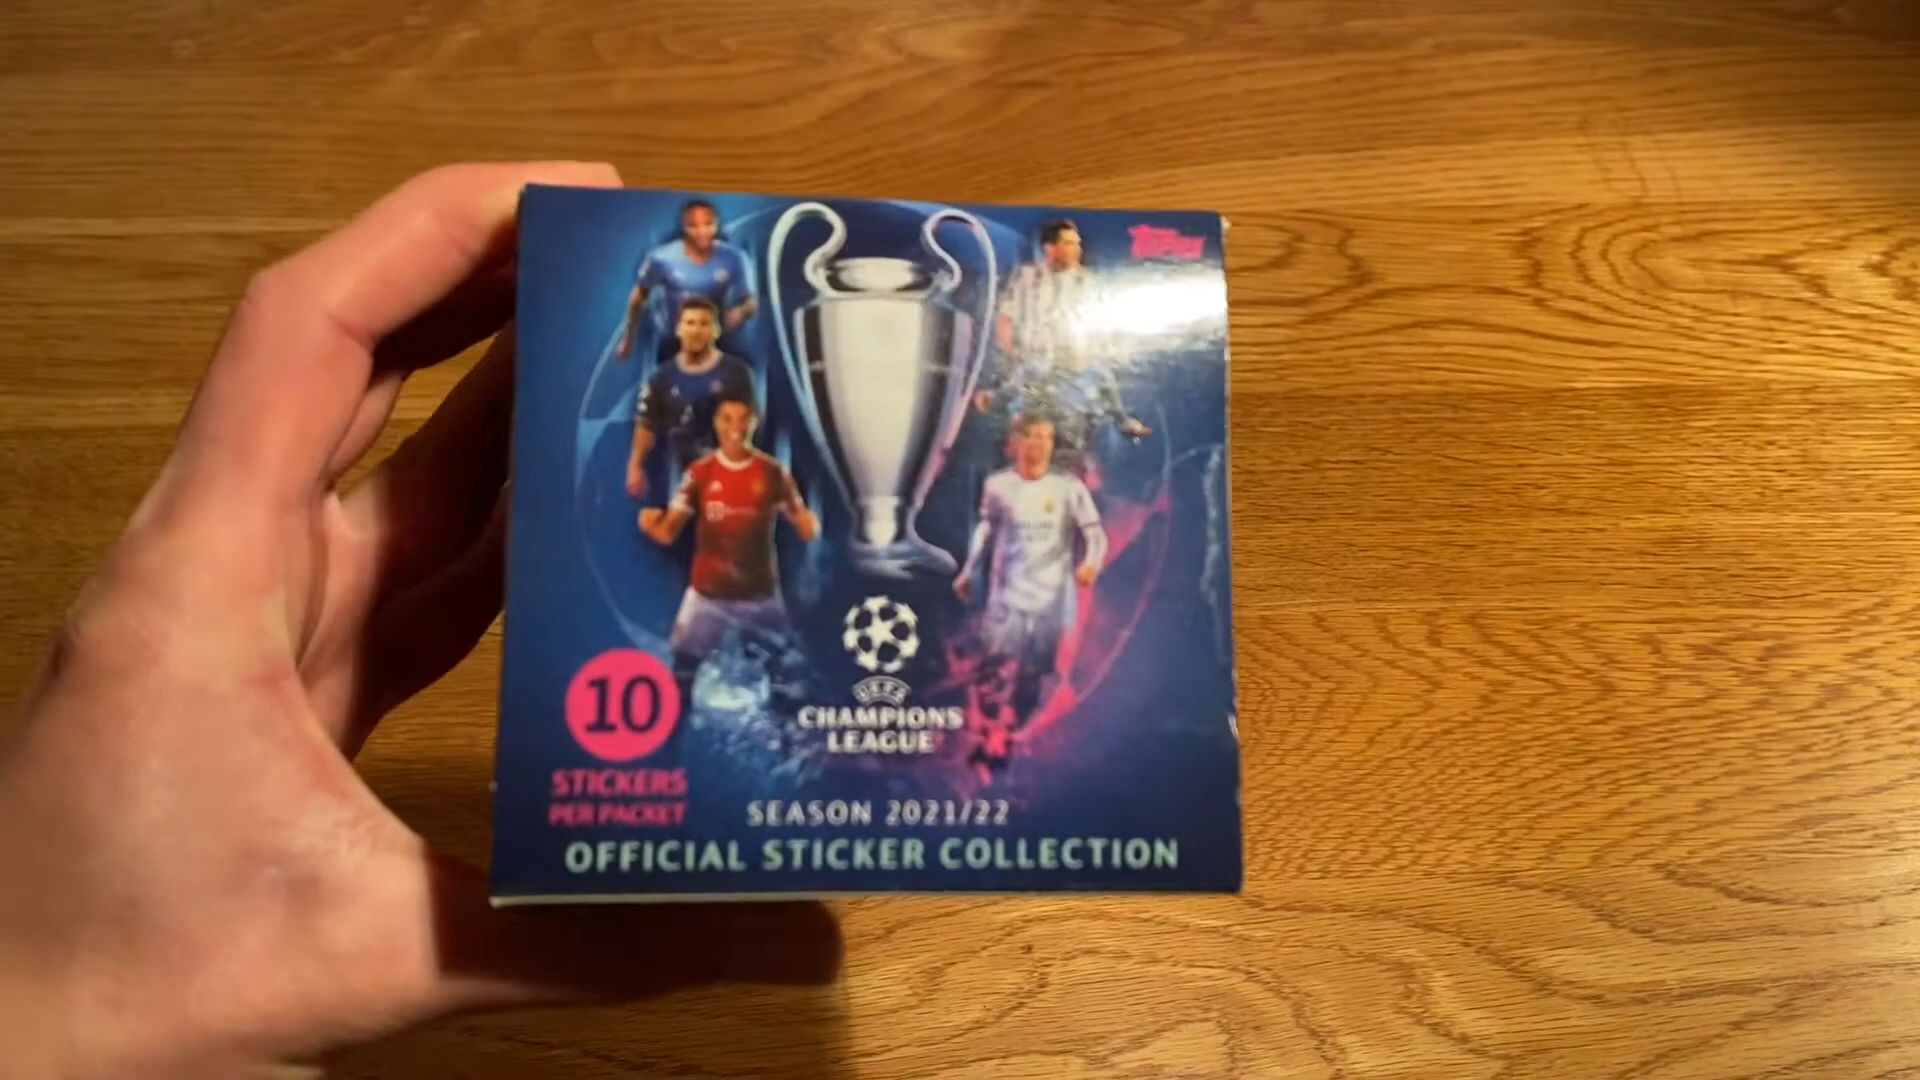 Topps
10
STICKERS
PER PACKET
UEFA
CHAMPIONS
LEAGUE
SEASON 2021/22
OFFICIAL STICKER COLLECTION